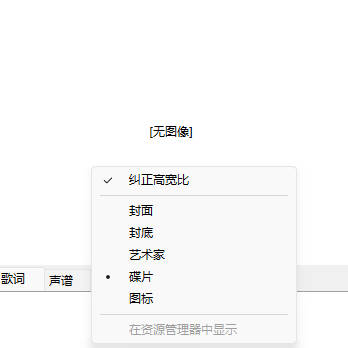 [无图像]
纠正高宽比
封面
封底
艺术家
碟片
图标
歌词
声谱
在资源管理器中显示